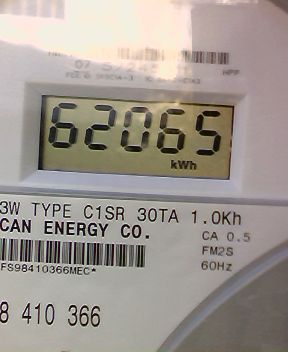 62065
kWh
3W TYPE C1SR 30TA 1.0Kh
CAN ENERGY CO.
CA 0.5
FM2S
60Hz
FS98410366MEC*
8 410 366